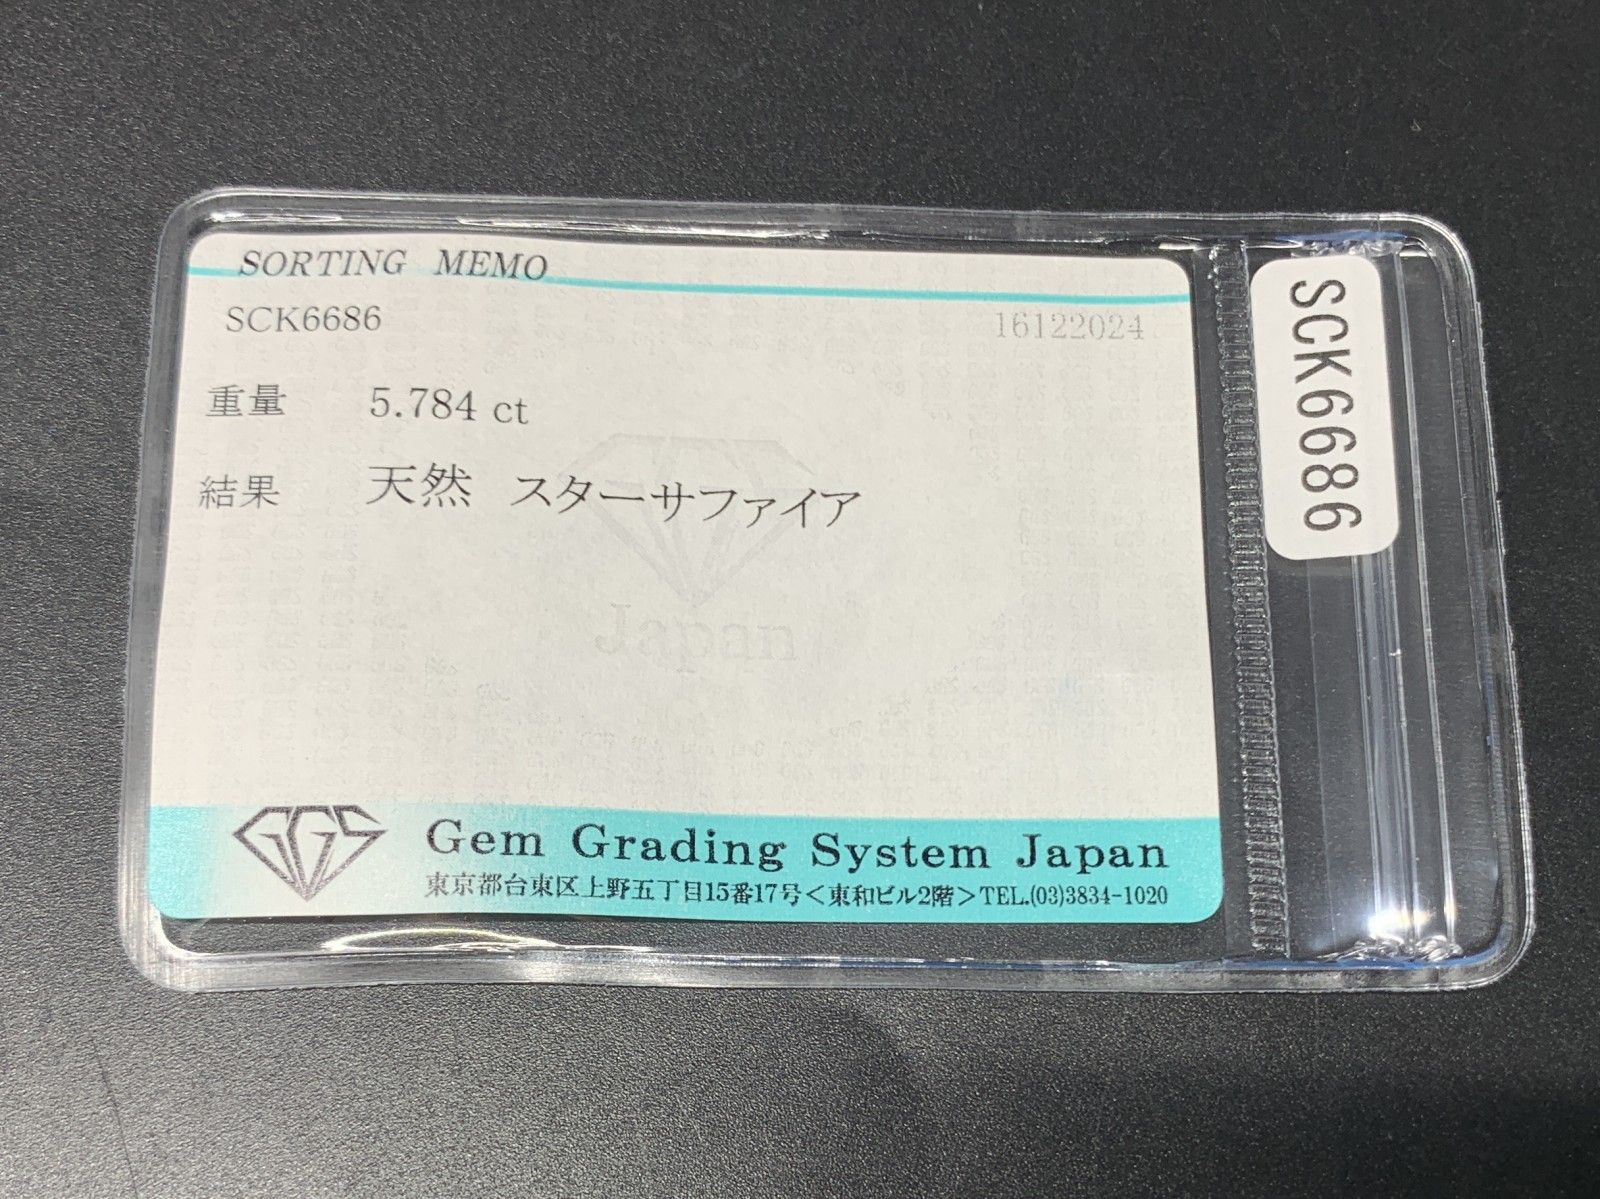 SORTING MEMO
SCK6686 16122024
重量 5.784 ct
結果 天然 スターサファイア
Japan
GGS
Gem Grading System Japan
東京都台東区上野五丁目15番17号＜東和ビル2階＞TEL.(03)3834-1020
SCK6686